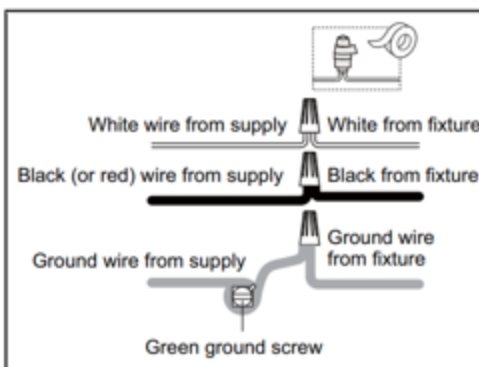 White wire from supply White from fixture
Black (or red) wire from supply Black from fixture
Ground wire from supply Ground wire
from fixture
Green ground screw